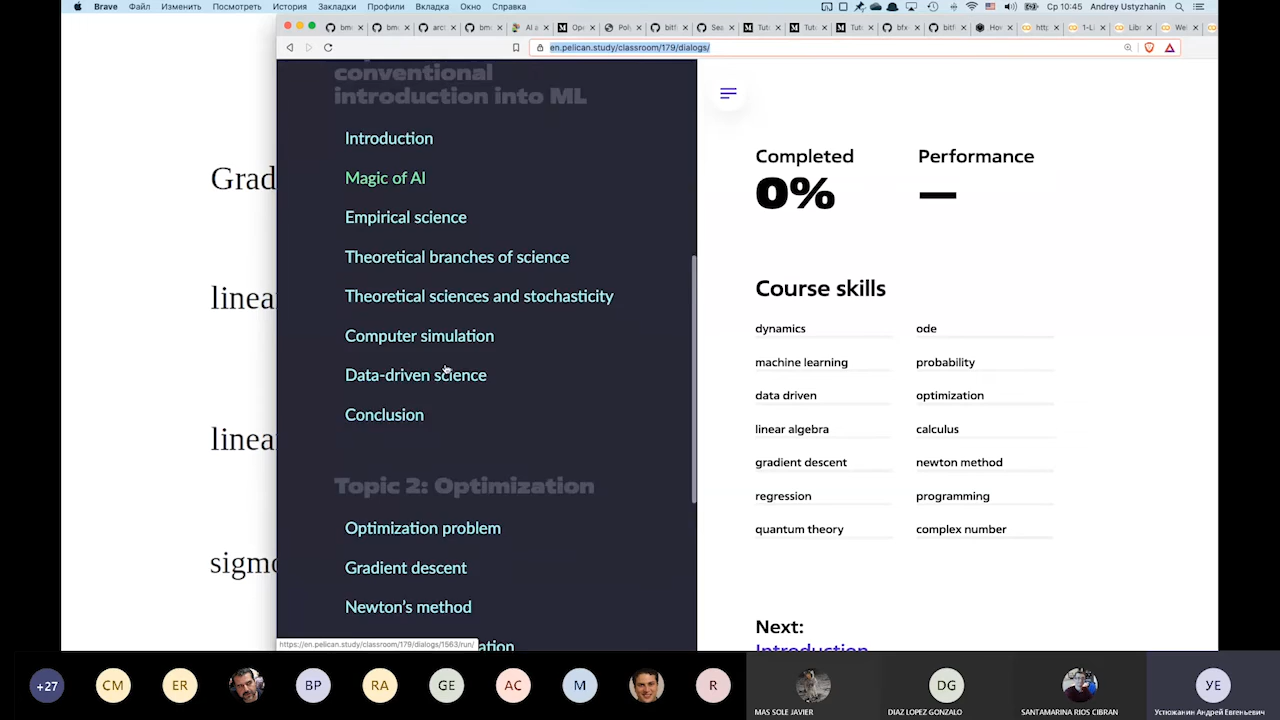 Brave Файл Изменить Посмотреть История Закладки Профили Вкладка Окно Справка Ср 10:45 Andrey Ustyzhanin
en.pelican.study/classroom/179/dialogs/
Grad
linea
linea
sigmo
conventional
introduction into ML
Introduction
Magic of AI
Empirical science
Theoretical branches of science
Theoretical sciences and stochasticity
Computer simulation
Data-driven science
Conclusion
Topic 2: Optimization
Optimization problem
Gradient descent
Newton's method
https://en.pelican.study/classroom/179/dialogs/1563/run/
Completed Performance
0% —
Course skills
dynamics ode
machine learning probability
data driven optimization
linear algebra calculus
gradient descent newton method
regression programming
quantum theory complex number
Next:
Introduction
+27 CM ER BP RA GE AC M R DG УЕ
MAS SOLE JAVIER DIAZ LOPEZ GONZALO SANTAMARINA RIOS CIBRAN Устюжанин Андрей Евгеньевич